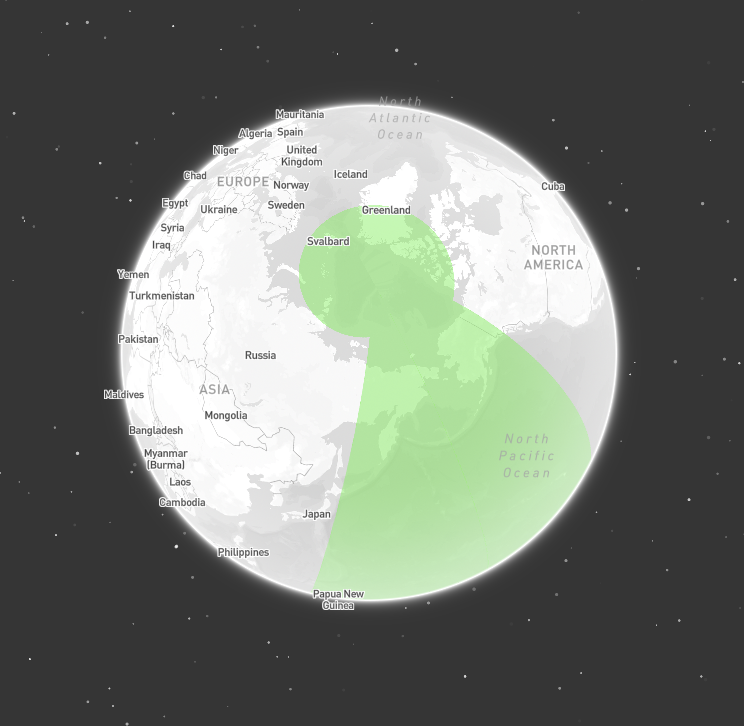 North
Atlantic
Ocean
Mauritania
Algeria
Spain
Niger
United
Kingdom
Chad
EUROPE
Norway
Iceland
Cuba
Egypt
Ukraine
Sweden
Greenland
Syria
Iraq
Svalbard
NORTH
AMERICA
Yemen
Turkmenistan
Pakistan
Russia
Maldives
ASIA
Mongolia
Bangladesh
North
Pacific
Ocean
Myanmar
(Burma)
Laos
Cambodia
Japan
Philippines
Papua New
Guinea